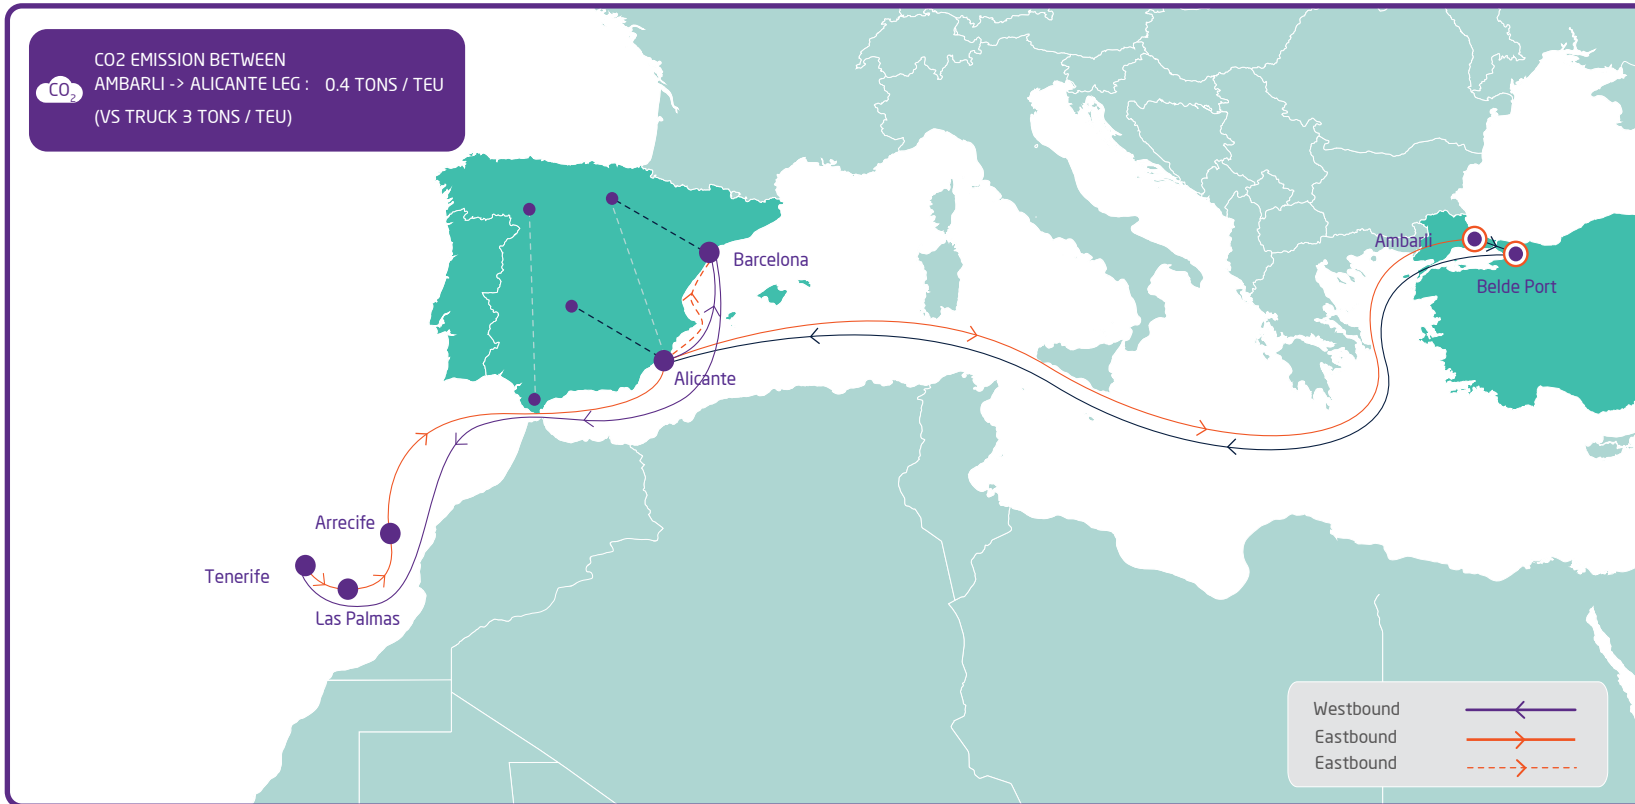 CO2 EMISSION BETWEEN
AMBARLI -> ALICANTE LEG : 0.4 TONS / TEU
CO2
(VS TRUCK 3 TONS / TEU)
Ambarli
Barcelona
Belde Port
Alicante
Arrecife
Tenerife
Las Palmas
Westbound
Eastbound
Eastbound